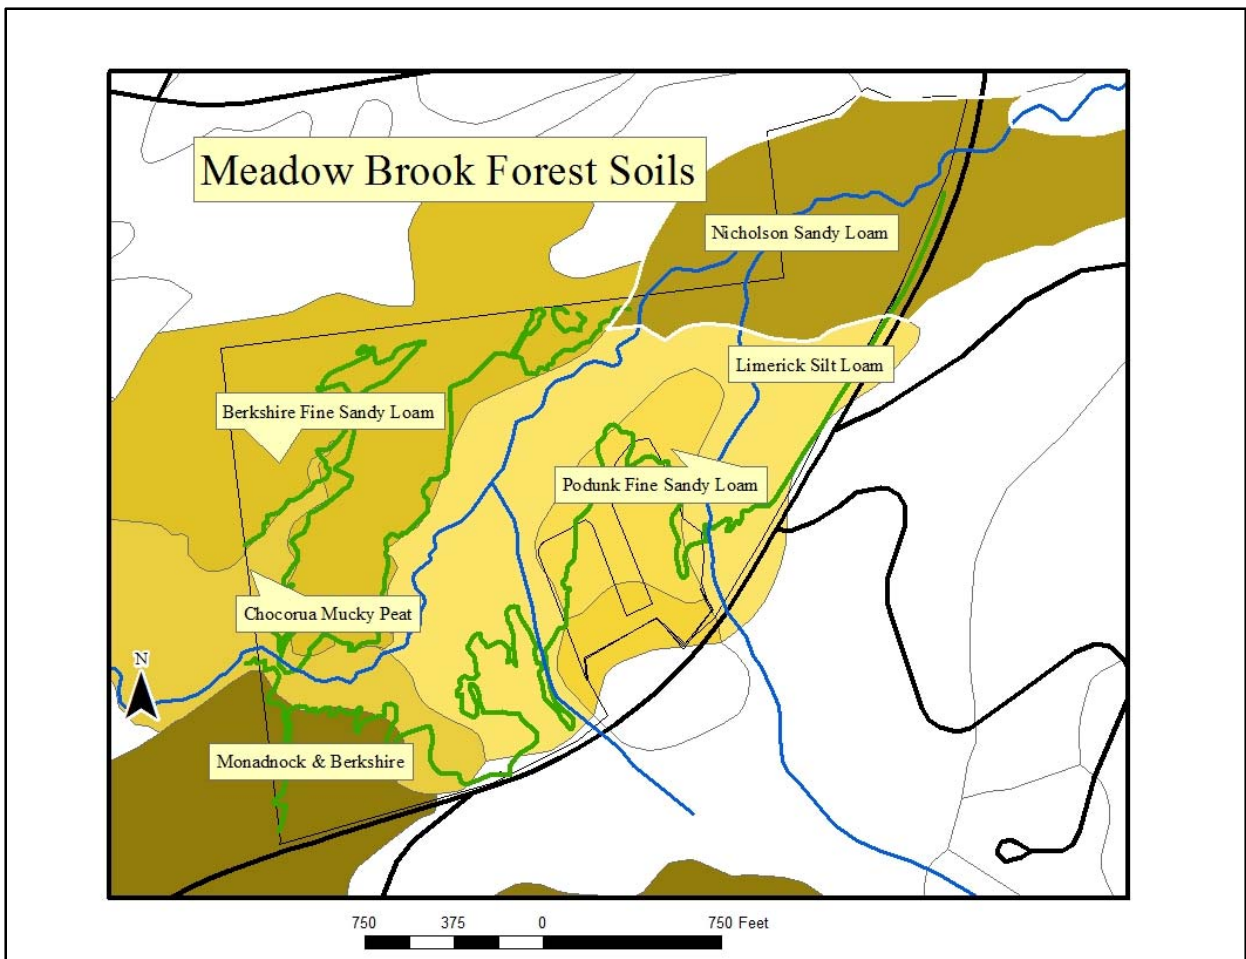 Meadow Brook Forest Soils
Nicholson Sandy Loam
Limerick Silt Loam
Berkshire Fine Sandy Loam
Podunk Fine Sandy Loam
Chocorua Mucky Peat
N
Monadnock & Berkshire
750 375 0 750 Feet